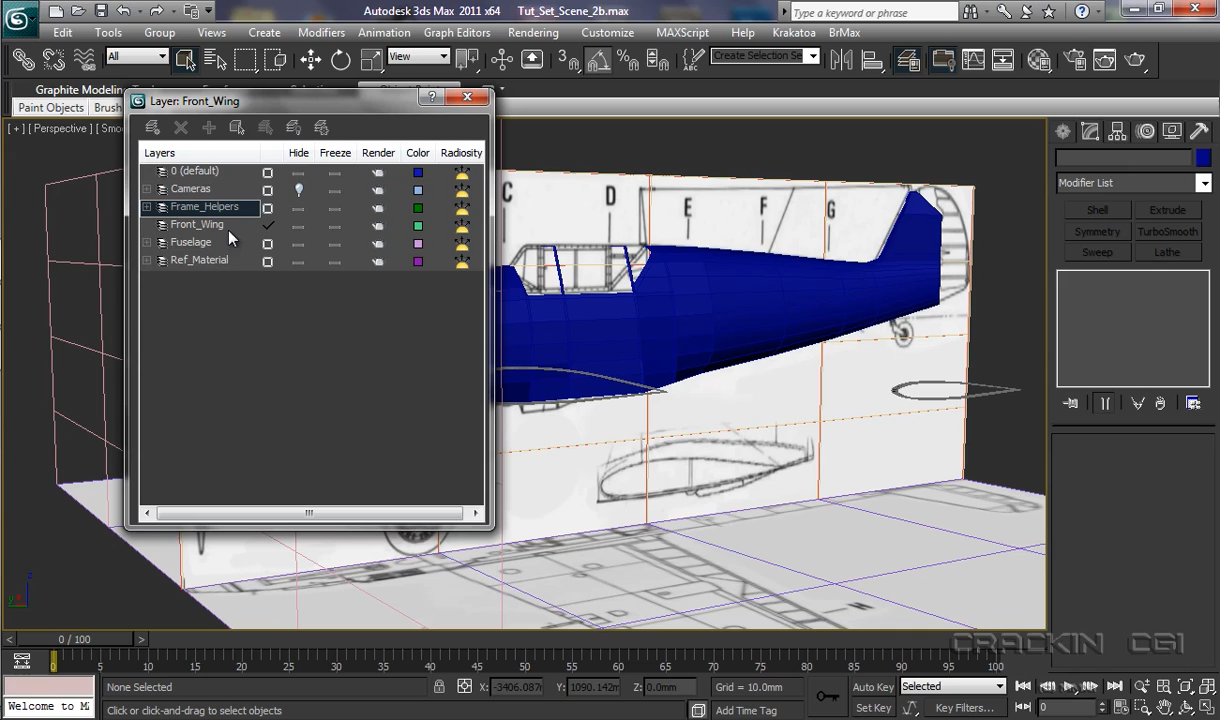 Autodesk 3ds Max 2011 x64 Tut_Set_Scene_2b.max
Type a keyword or phrase
Edit Tools Group Views Create Modifiers Animation Graph Editors Rendering Customize MAXScript Help Krakatoa BrMax
All
View
3
Create Selection Se
Graphite Modelin
Paint Objects Brush
[ + ] [ Perspective ] [ Smo
Layer: Front_Wing
Layers Hide Freeze Render Color Radiosity
0 (default)
Cameras
Frame_Helpers
Front_Wing
Fuselage
Ref_Material
C D E F G
H
Modifier List
Shell Extrude
Symmetry TurboSmooth
Sweep Lathe
z
x
CRACKIN CGI
0 / 100
0 5 10 15 20 25 30 35 40 45 50 55 60 65 70 75 80 85 90 95 100
None Selected
X: -3406.087m Y: 1090.142m Z: 0.0mm
Grid = 10.0mm
Auto Key
Selected
Welcome to MA
Click or click-and-drag to select objects
Add Time Tag
Set Key
Key Filters...
0